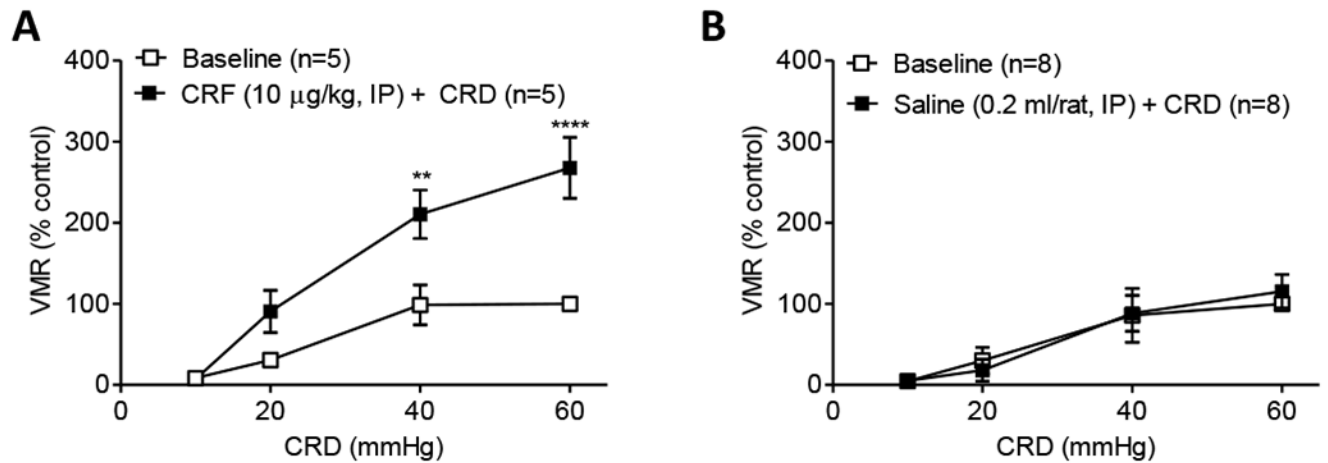 A
VMR (% control)
400
300
200
100
0
Baseline (n=5)
CRF (10 μg/kg, IP) + CRD (n=5)
**
****
0
20
40
60
CRD (mmHg)
B
VMR (% control)
400
300
200
100
0
Baseline (n=8)
Saline (0.2 ml/rat, IP) + CRD (n=8)
0
20
40
60
CRD (mmHg)